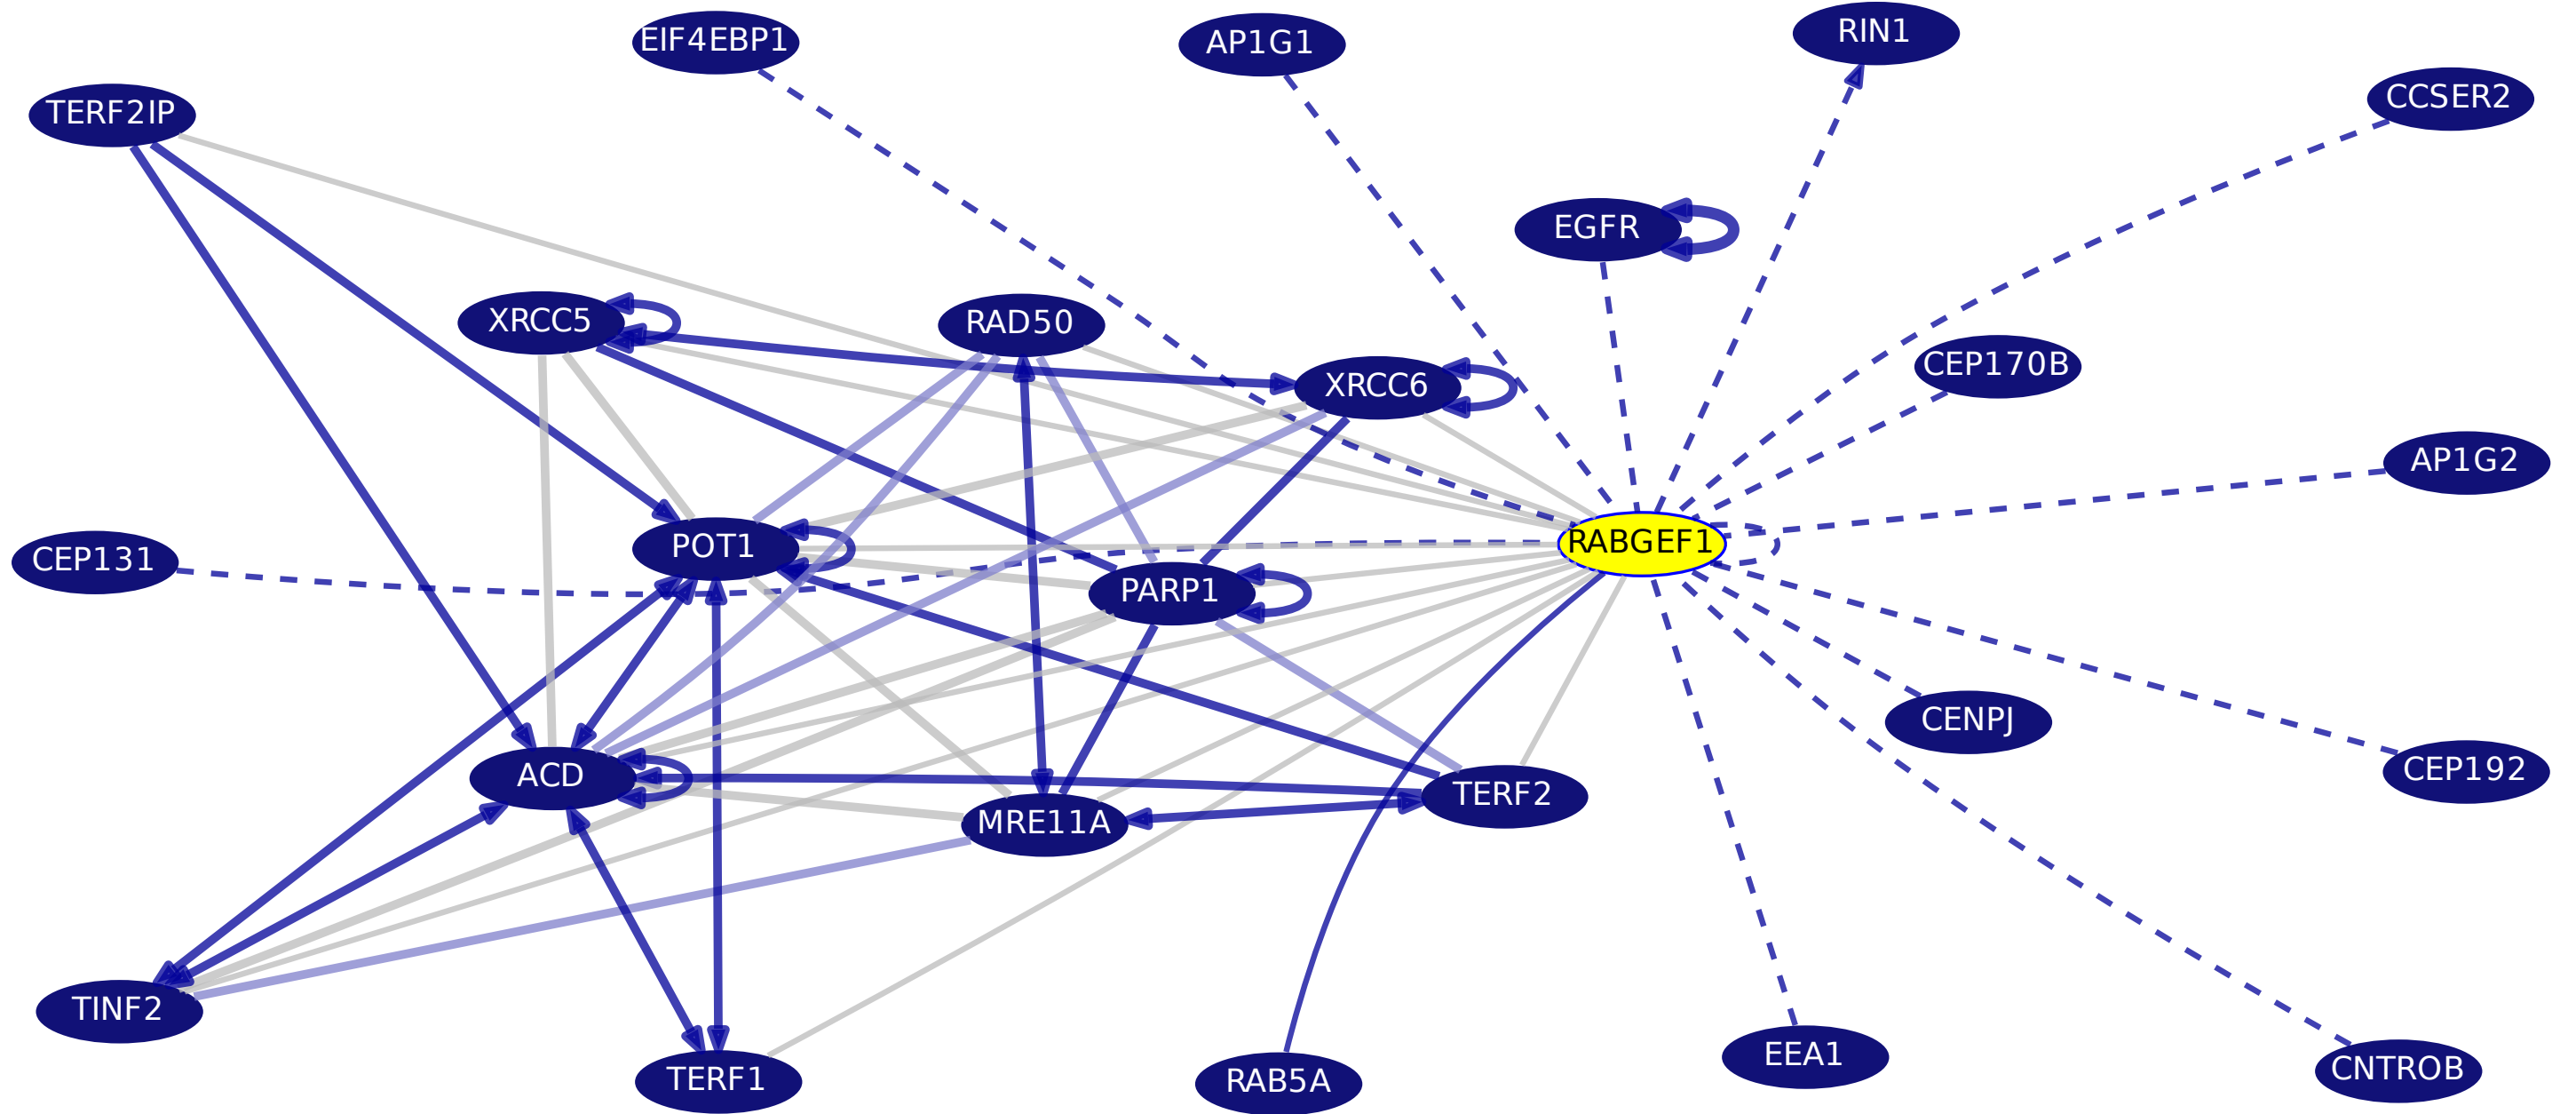 RIN1
EIF4EBP1
AP1G1
CCSER2
TERF2IP
EGFR
XRCC5
RAD50
CEP170B
XRCC6
AP1G2
RABGEF1
POT1
CEP131
PARP1
CENPJ
CEP192
ACD
TERF2
MRE11A
TINF2
EEA1
CNTROB
TERF1
RAB5A